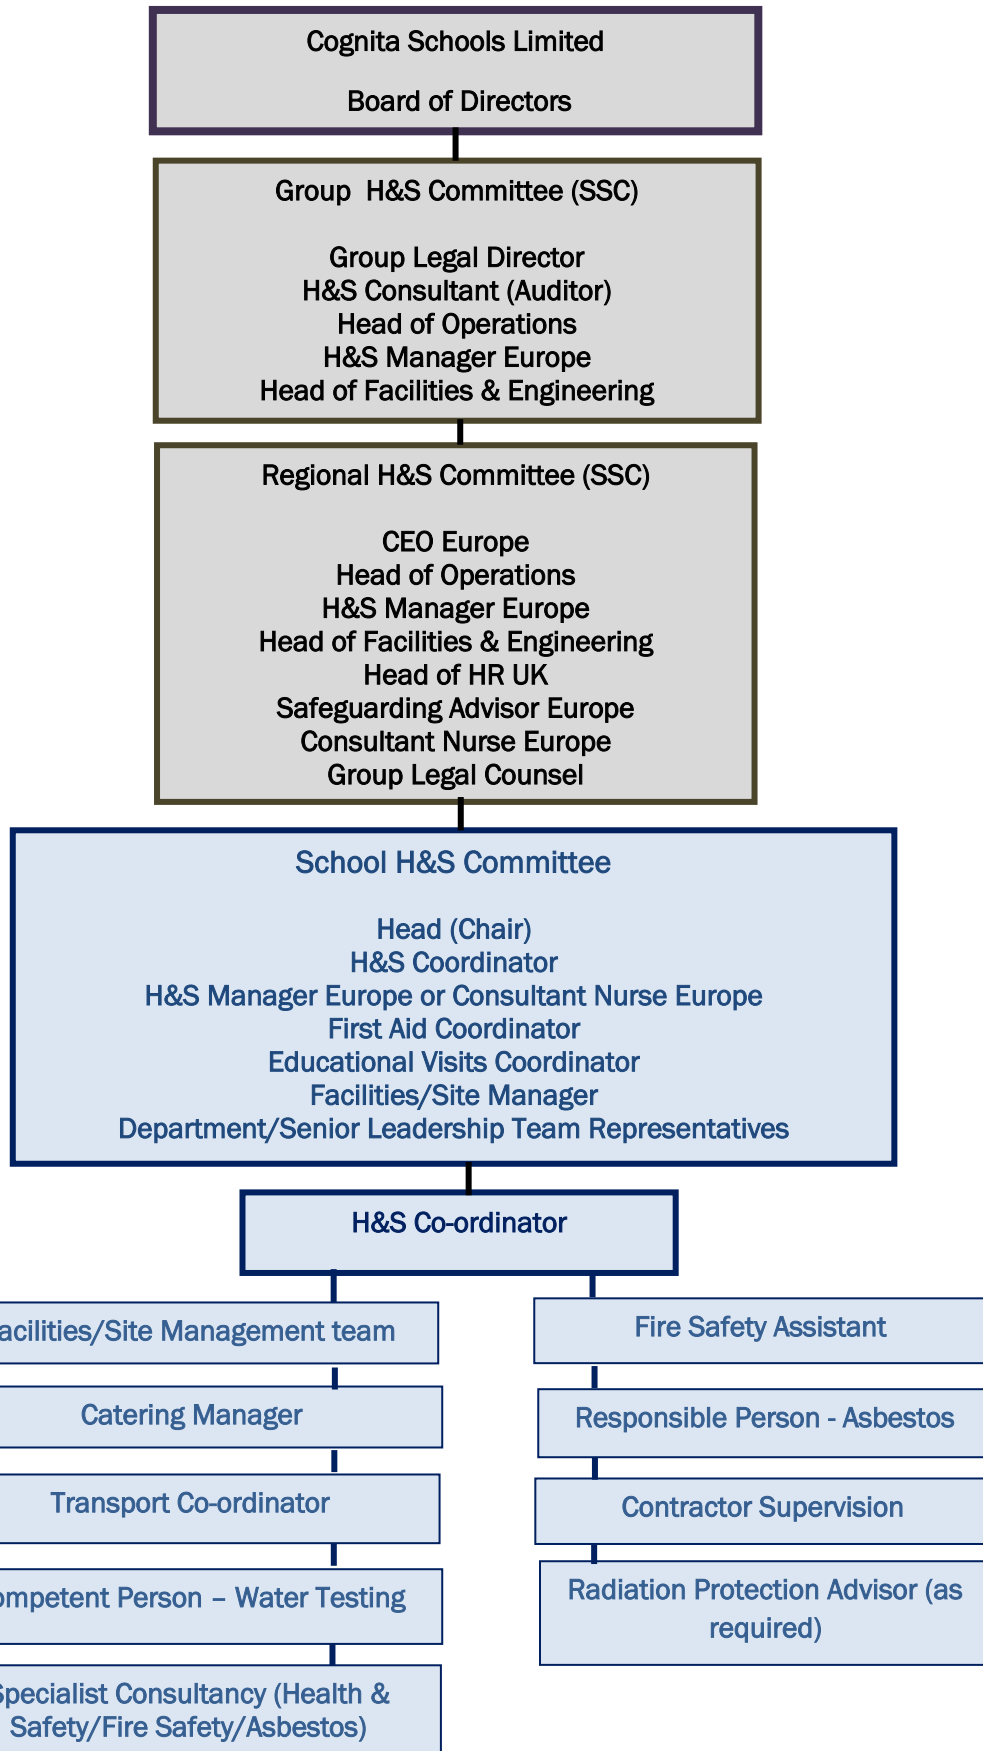 Cognita Schools Limited
Board of Directors
Group H&S Committee (SSC)
Group Legal Director
H&S Consultant (Auditor)
Head of Operations
H&S Manager Europe
Head of Facilities & Engineering
Regional H&S Committee (SSC)
CEO Europe
Head of Operations
H&S Manager Europe
Head of Facilities & Engineering
Head of HR UK
Safeguarding Advisor Europe
Consultant Nurse Europe
Group Legal Counsel
School H&S Committee
Head (Chair)
H&S Coordinator
H&S Manager Europe or Consultant Nurse Europe
First Aid Coordinator
Educational Visits Coordinator
Facilities/Site Manager
Department/Senior Leadership Team Representatives
H&S Co-ordinator
acilities/Site Management team
Catering Manager
Transport Co-ordinator
ompetent Person – Water Testing
Specialist Consultancy (Health &
Safety/Fire Safety/Asbestos)
Fire Safety Assistant
Responsible Person - Asbestos
Contractor Supervision
Radiation Protection Advisor (as
required)